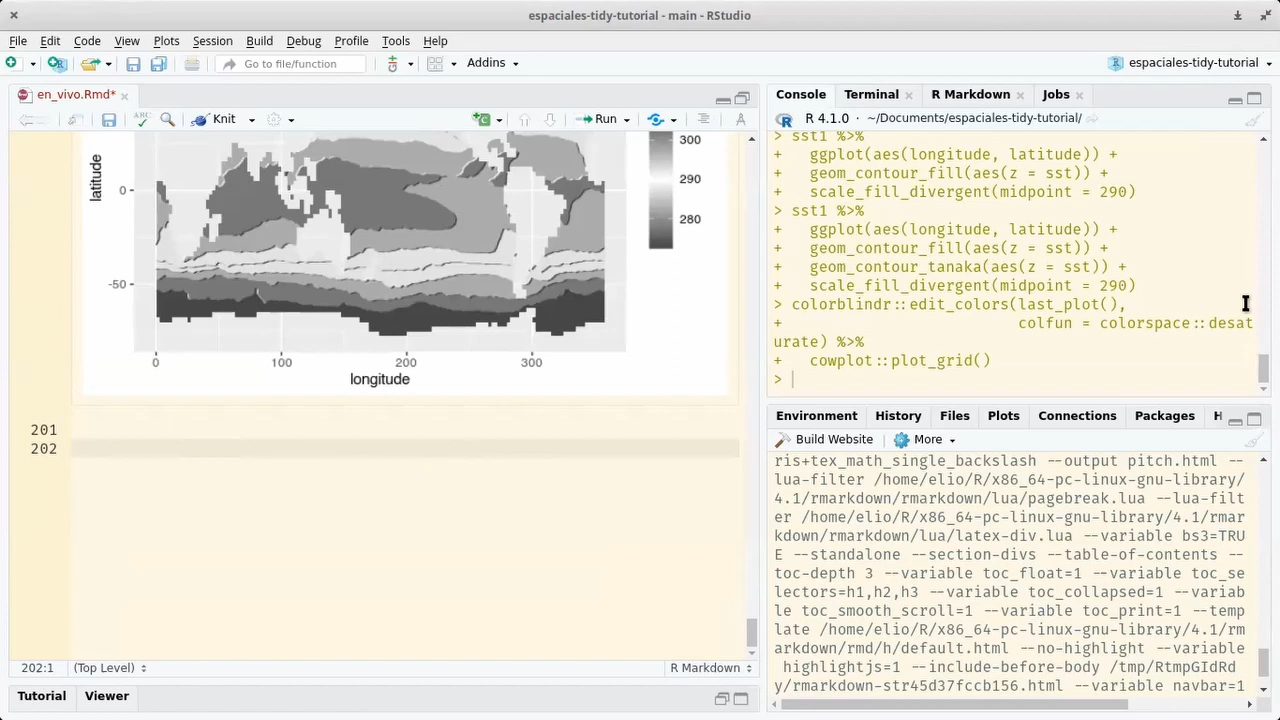 espaciales-tidy-tutorial - main - RStudio
File Edit Code View Plots Session Build Debug Profile Tools Help
Go to file/function
Addins
espaciales-tidy-tutorial
en_vivo.Rmd*
Knit
Run
latitude
0
-50
0
100
200
300
longitude
300
290
280
201
202
202:1
(Top Level)
R Markdown
Tutorial Viewer
Console Terminal R Markdown Jobs
R 4.1.0 · ~/Documents/espaciales-tidy-tutorial/
> sst1 %>%
+   ggplot(aes(longitude, latitude)) +
+   geom_contour_fill(aes(z = sst)) +
+   scale_fill_divergent(midpoint = 290)
> sst1 %>%
+   ggplot(aes(longitude, latitude)) +
+   geom_contour_fill(aes(z = sst)) +
+   geom_contour_tanaka(aes(z = sst)) +
+   scale_fill_divergent(midpoint = 290)
> colorblindr::edit_colors(last_plot(),
+                          colfun = colorspace::desat
urate) %>%
+   cowplot::plot_grid()
>
Environment History Files Plots Connections Packages H
Build Website More
ris+tex_math_single_backslash --output pitch.html --
lua-filter /home/elio/R/x86_64-pc-linux-gnu-library/
4.1/rmarkdown/rmarkdown/lua/pagebreak.lua --lua-filt
er /home/elio/R/x86_64-pc-linux-gnu-library/4.1/rmar
kdown/rmarkdown/lua/latex-div.lua --variable bs3=TRU
E --standalone --section-divs --table-of-contents --
toc-depth 3 --variable toc_float=1 --variable toc_se
lectors=h1,h2,h3 --variable toc_collapsed=1 --variab
le toc_smooth_scroll=1 --variable toc_print=1 --temp
late /home/elio/R/x86_64-pc-linux-gnu-library/4.1/rm
arkdown/rmd/h/default.html --no-highlight --variable
highlightjs=1 --include-before-body /tmp/RtmpGIdRd
y/rmarkdown-str45d37fccb156.html --variable navbar=1